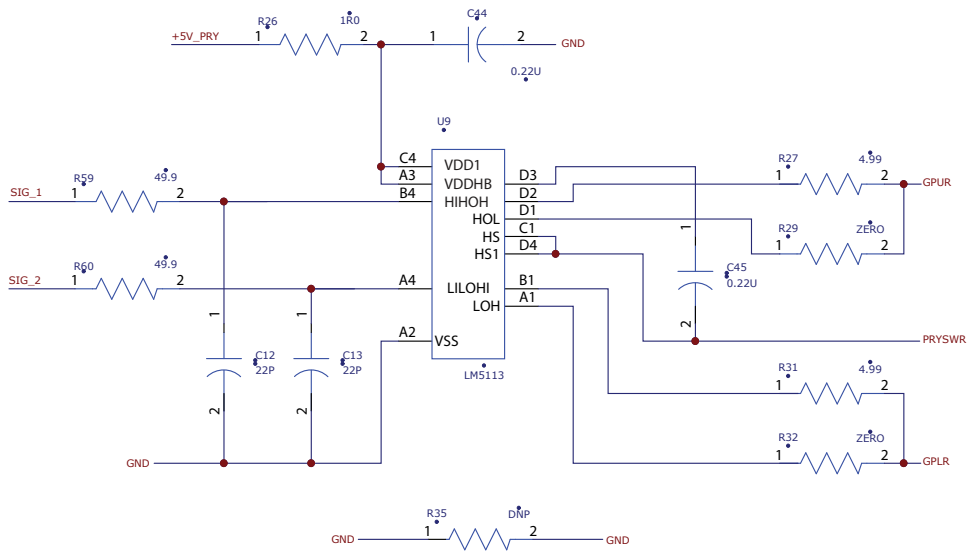 R26 1R0 C44
+5V_PRY 1 2 1 2 GND
0.22U
U9
C4 VDD1
A3 VDDHB D3
R59 49.9 B4 HIHOH D2 R27 4.99
SIG_1 1 2 HOL D1 1 2 GPUR
HS C1
HS1 D4 R29 ZERO
1 2
R60 49.9 1 C45
SIG_2 1 2 A4 LILOHI B1 0.22U
LOH A1 2
1 1 A2 VSS PRYSWR
C12 C13 LM5113 R31 4.99
22P 22P 1 2
2 2
R32 ZERO
GND 1 2 GPLR
R35 DNP
GND 1 2 GND